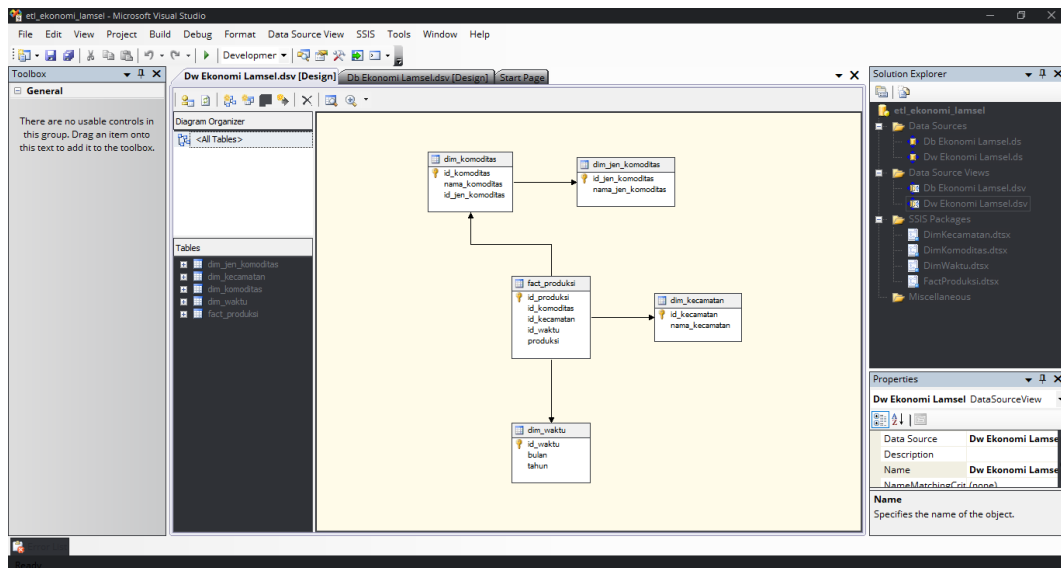 etl_ekonomi_lamsel - Microsoft Visual Studio
File Edit View Project Build Debug Format Data Source View SSIS Tools Window Help
Developmer
Toolbox
General
There are no usable controls in
this group. Drag an item onto
this text to add it to the toolbox.
Dw Ekonomi Lamsel.dsv [Design] Db Ekonomi Lamsel.dsv [Design] Start Page
Diagram Organizer
<All Tables>
Tables
dim_jen_komoditas
dim_kecamatan
dim_komoditas
dim_waktu
fact_produksi
dim_komoditas
id_komoditas
nama_komoditas
id_jen_komoditas
dim_jen_komoditas
id_jen_komoditas
nama_jen_komoditas
fact_produksi
id_produksi
id_komoditas
id_kecamatan
id_waktu
produksi
dim_kecamatan
id_kecamatan
nama_kecamatan
dim_waktu
id_waktu
bulan
tahun
Solution Explorer
etl_ekonomi_lamsel
Data Sources
Db Ekonomi Lamsel.ds
Dw Ekonomi Lamsel.ds
Data Source Views
Db Ekonomi Lamsel.dsv
Dw Ekonomi Lamsel.dsv
SSIS Packages
DimKecamatan.dtsx
DimKomoditas.dtsx
DimWaktu.dtsx
FactProduksi.dtsx
Miscellaneous
Properties
Dw Ekonomi Lamsel DataSourceView
Data Source Dw Ekonomi Lamse
Description
Name Dw Ekonomi Lamse
NameMatchingCrit (none)
Name
Specifies the name of the object.
Error List
Ready